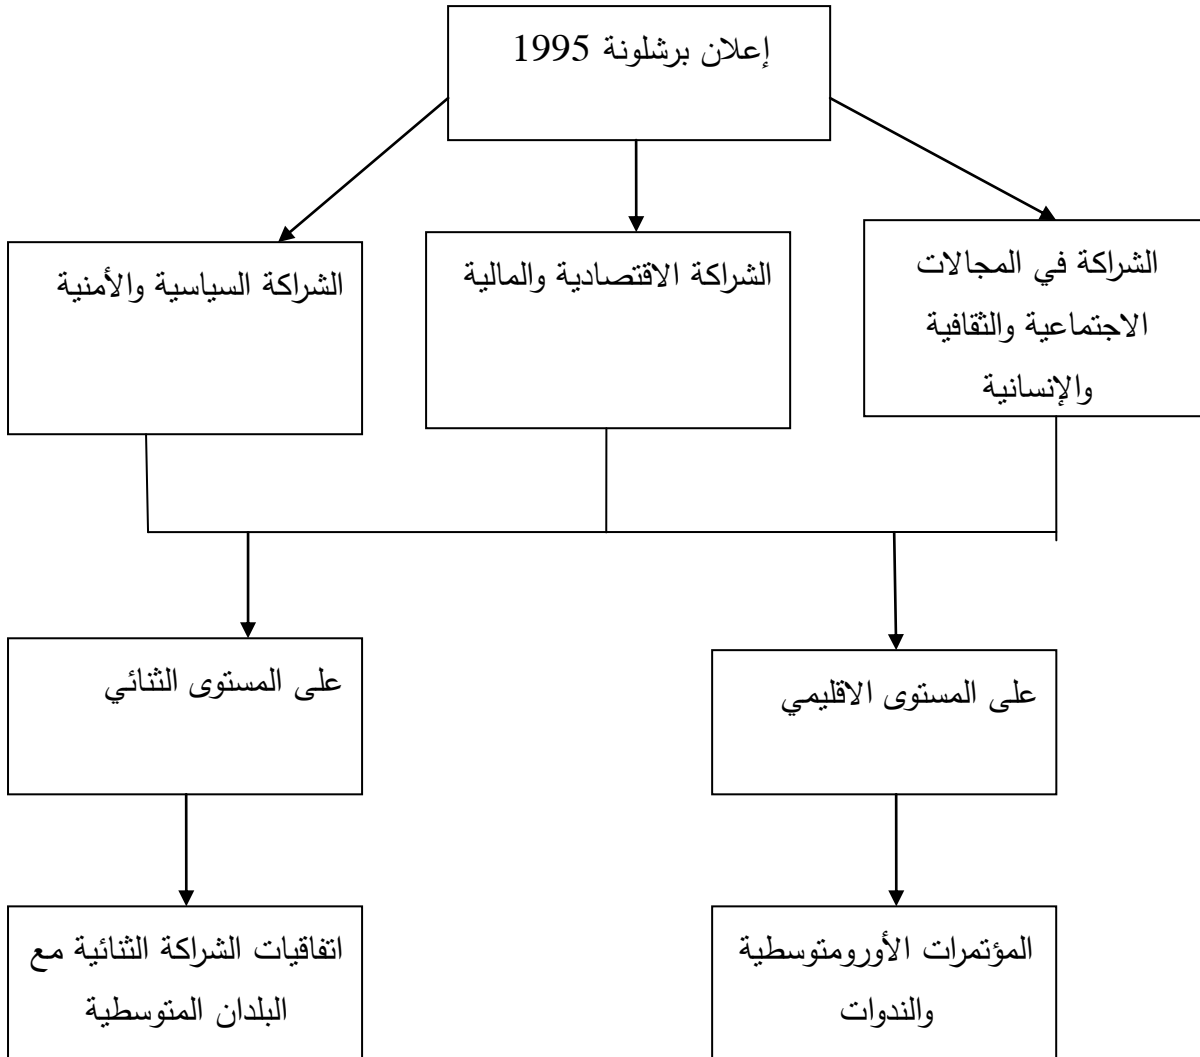 إعلان برشلونة 1995
الشراكة في المجالات
الاجتماعية والثقافية
والإنسانية
الشراكة الاقتصادية والمالية
الشراكة السياسية والأمنية
على المستوى الاقليمي
على المستوى الثنائي
المؤتمرات الأورومتوسطية
والندوات
اتفاقيات الشراكة الثنائية مع
البلدان المتوسطية